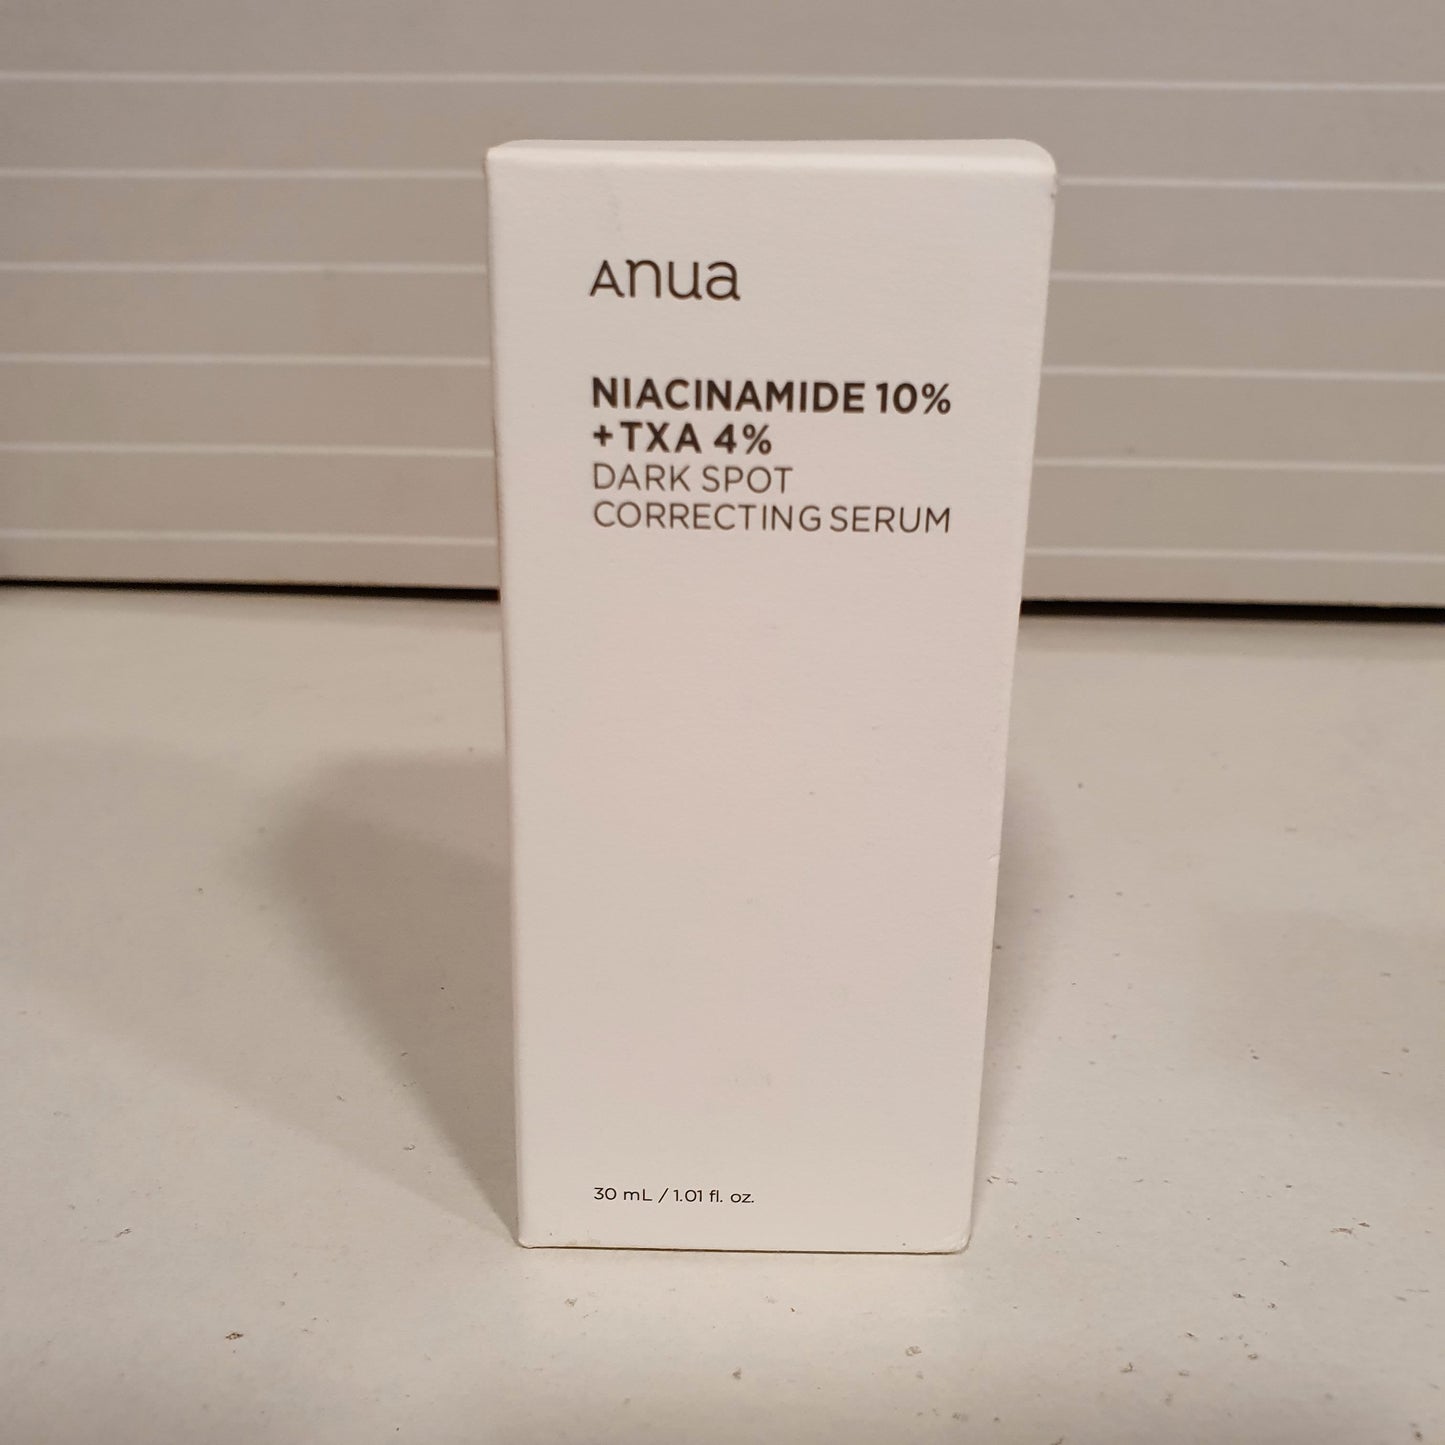 Anua
NIACINAMIDE 10%
+TXA 4%
DARK SPOT
CORRECTING SERUM
30 mL / 1.01 fl. oz.